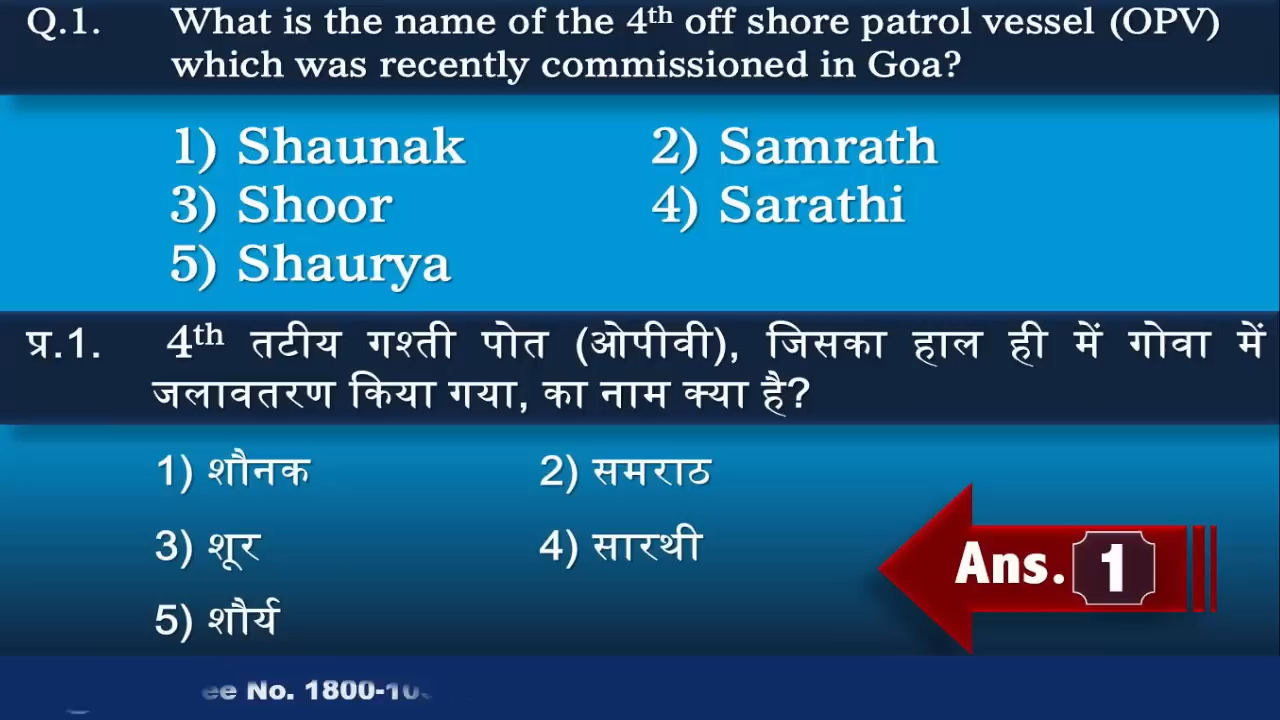 Q.1. What is the name of the 4th off shore patrol vessel (OPV)
which was recently commissioned in Goa?
1) Shaunak 2) Samrath
3) Shoor 4) Sarathi
5) Shaurya
प्र.1. 4th तटीय गश्ती पोत (ओपीवी), जिसका हाल ही में गोवा में
जलावतरण किया गया, का नाम क्या है?
1) शौनक 2) समराठ
3) शूर 4) सारथी
5) शौर्य
Ans. 1
No. 1800-